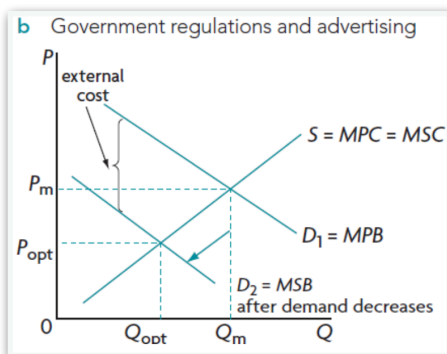 b Government regulations and advertising
P
external
cost
S = MPC = MSC
Pm
D1 = MPB
Popt
D2 = MSB
after demand decreases
0 Qopt Qm Q